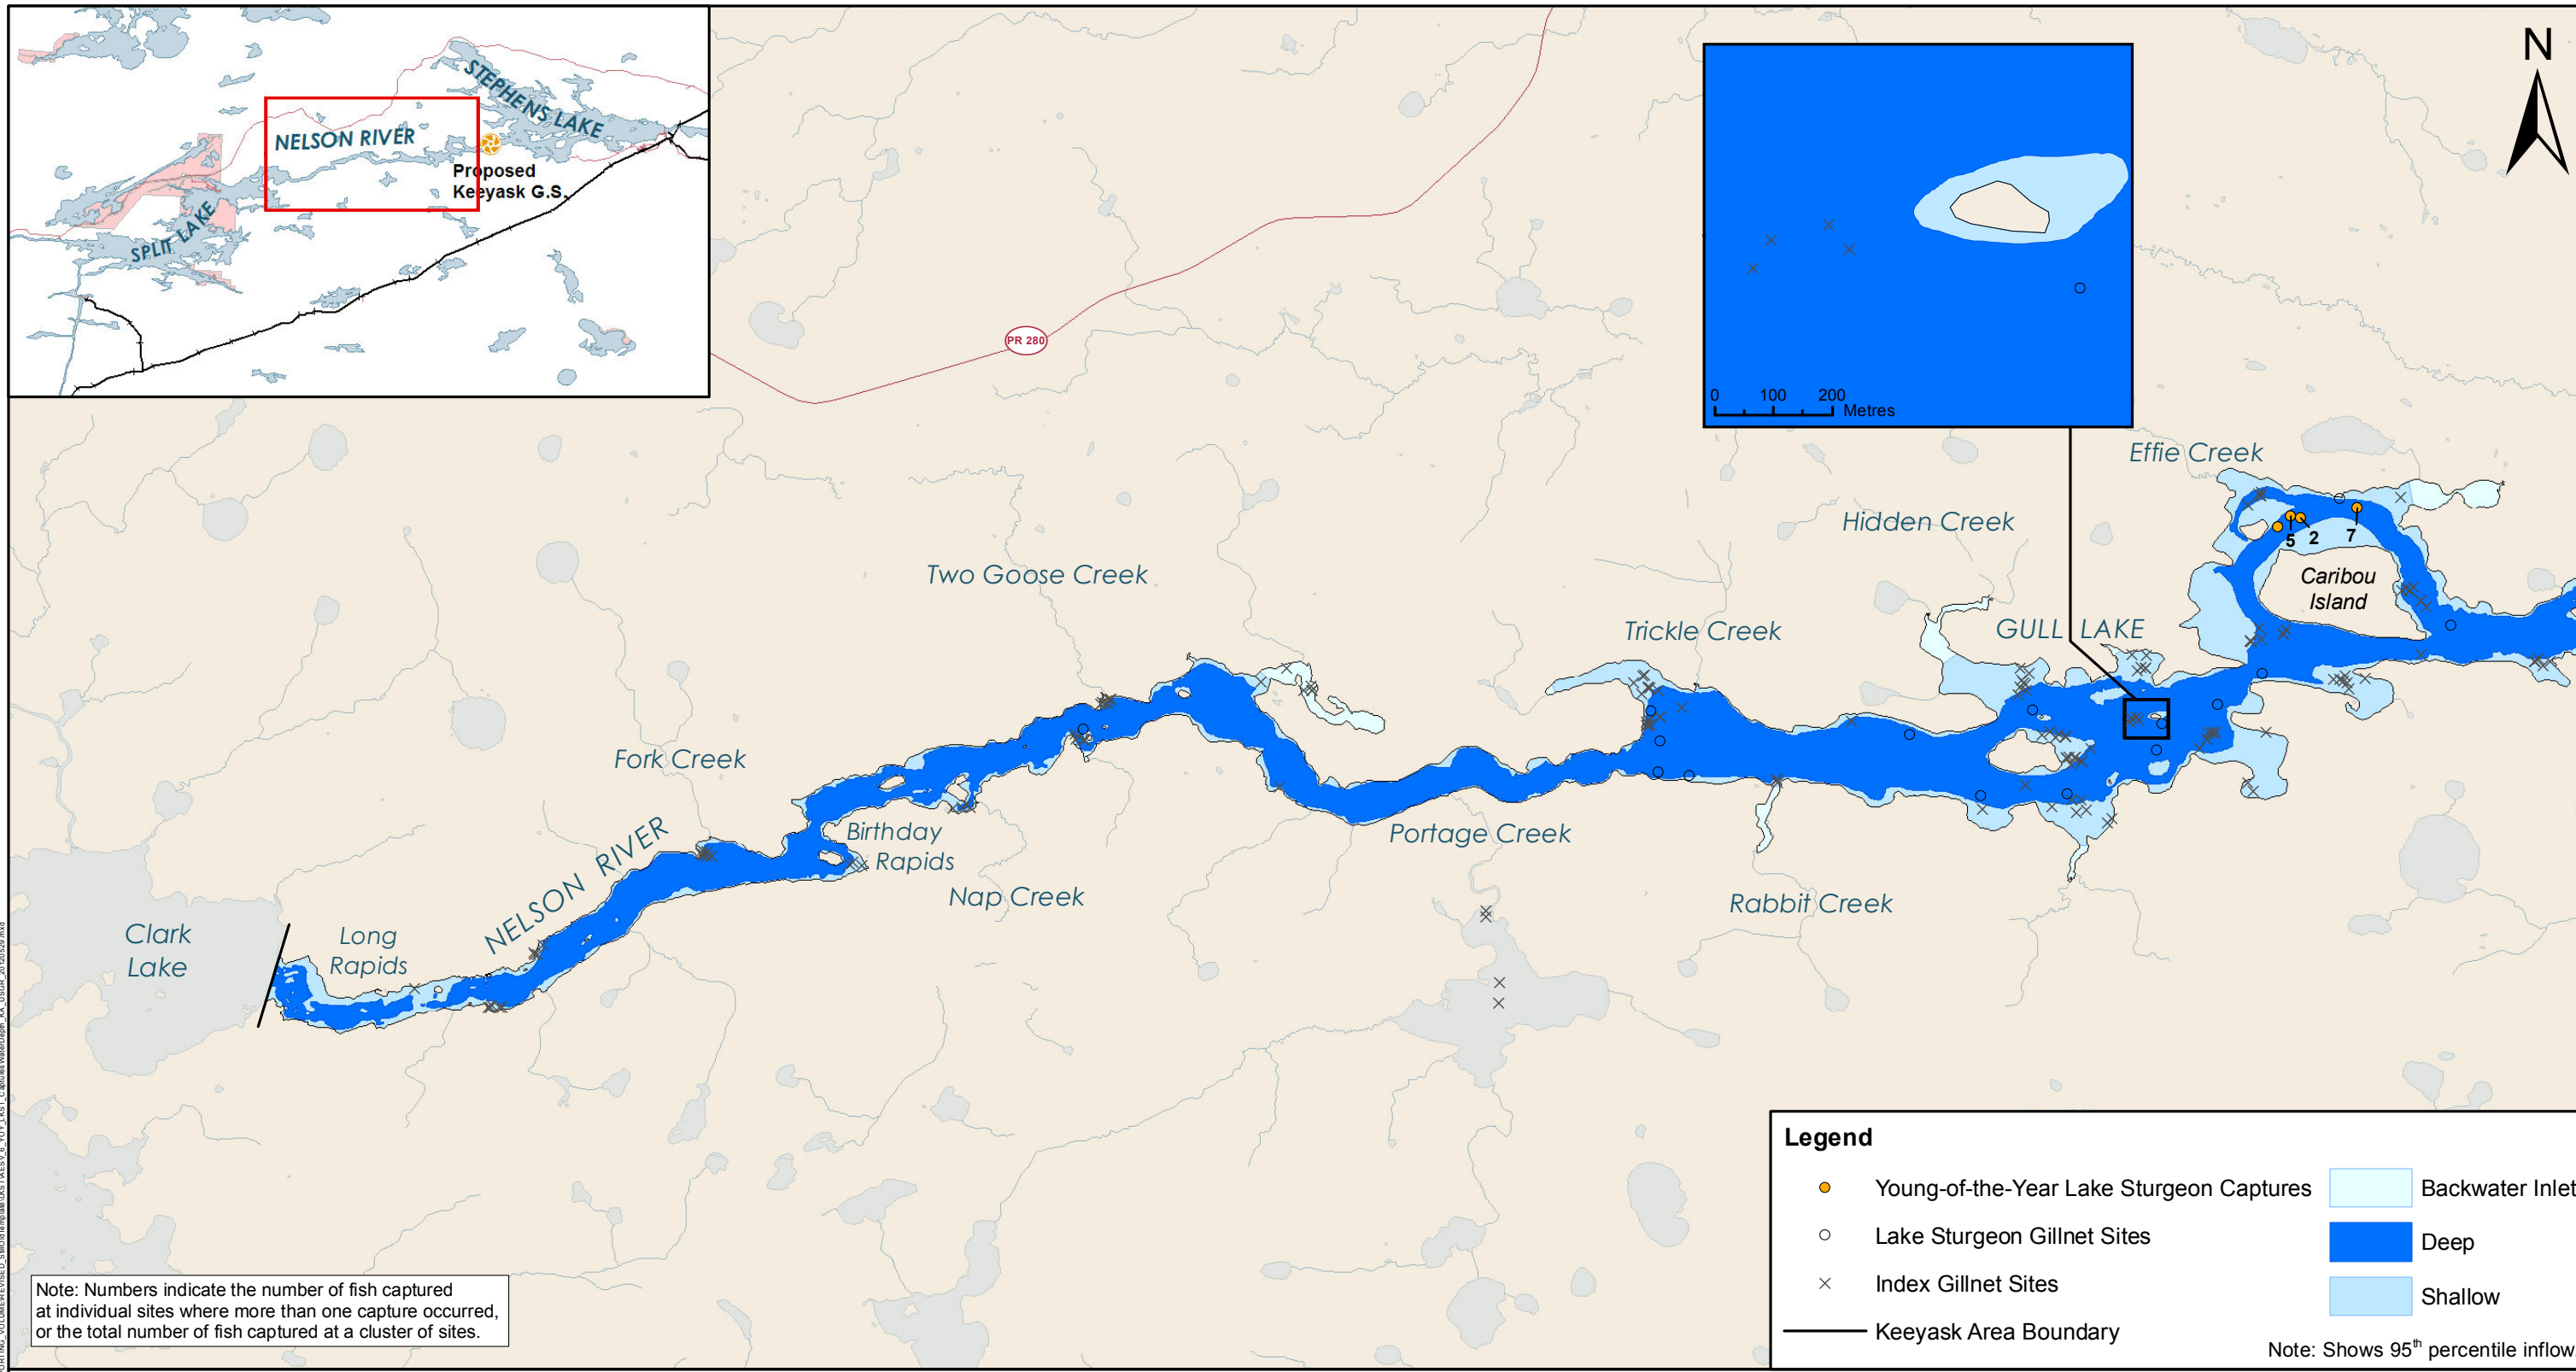 STEPHENS LAKE
NELSON RIVER
Proposed
Keeyask G.S.
SPLIT LAKE
PR 280
0 100 200
Metres
N
Effie Creek
Hidden Creek
5 2 7
Caribou
Island
Two Goose Creek
Trickle Creek
GULL LAKE
Fork Creek
NELSON RIVER
Birthday
Rapids
Portage Creek
Nap Creek
Rabbit Creek
Clark
Lake
Long
Rapids
Legend
Young-of-the-Year Lake Sturgeon Captures
Lake Sturgeon Gillnet Sites
Index Gillnet Sites
Keeyask Area Boundary
Backwater Inlet
Deep
Shallow
Note: Shows 95th percentile inflow
Note: Numbers indicate the number of fish captured
at individual sites where more than one capture occurred,
or the total number of fish captured at a cluster of sites.